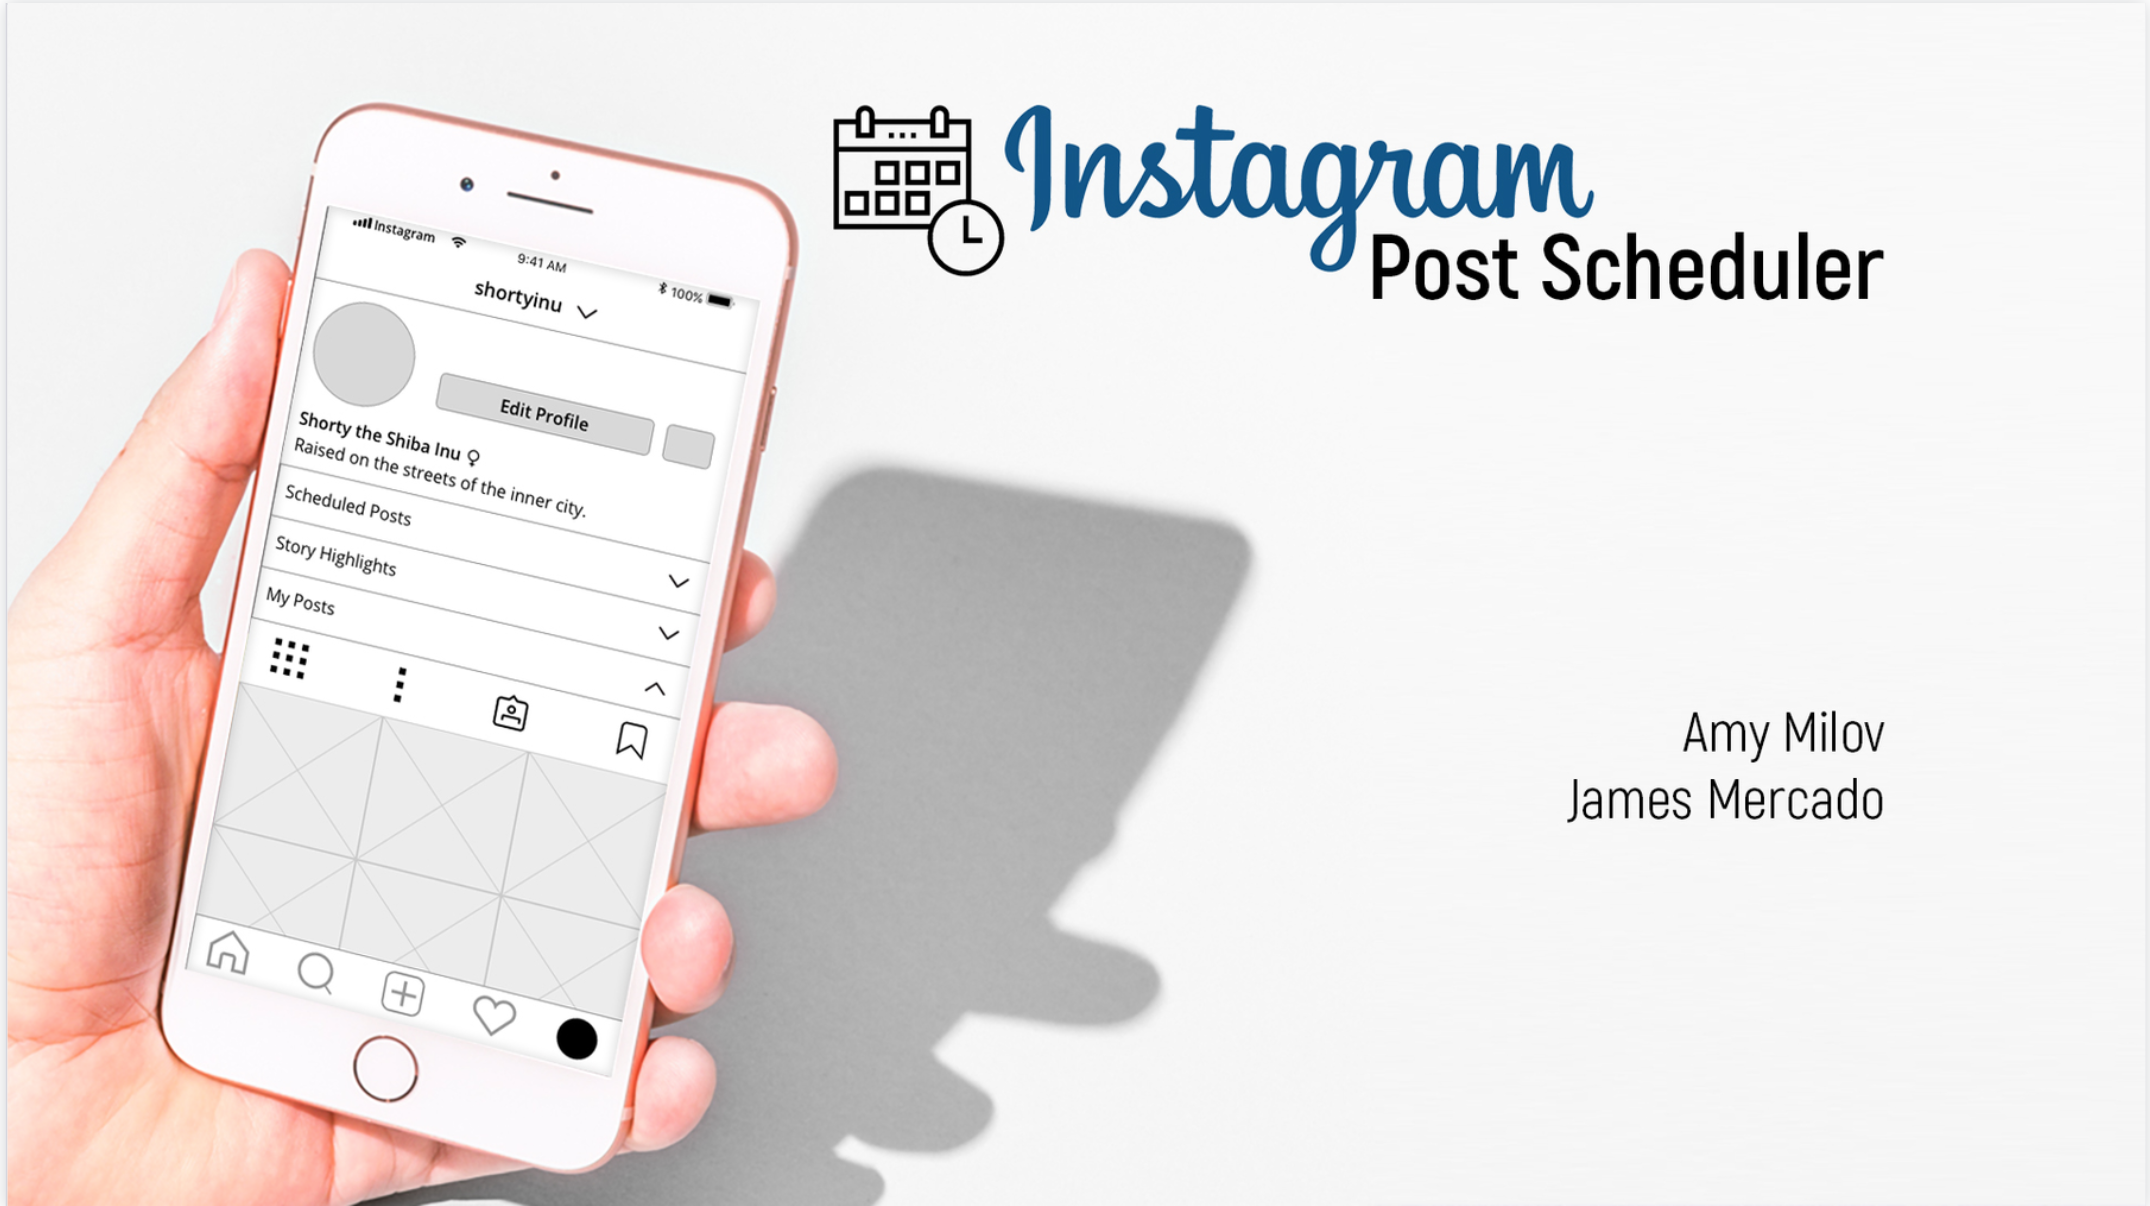 Instagram
Post Scheduler
Instagram
9:41 AM
100%
shortyinu
Edit Profile
Shorty the Shiba Inu ♀
Raised on the streets of the inner city.
Scheduled Posts
Story Highlights
My Posts
Amy Milov
James Mercado